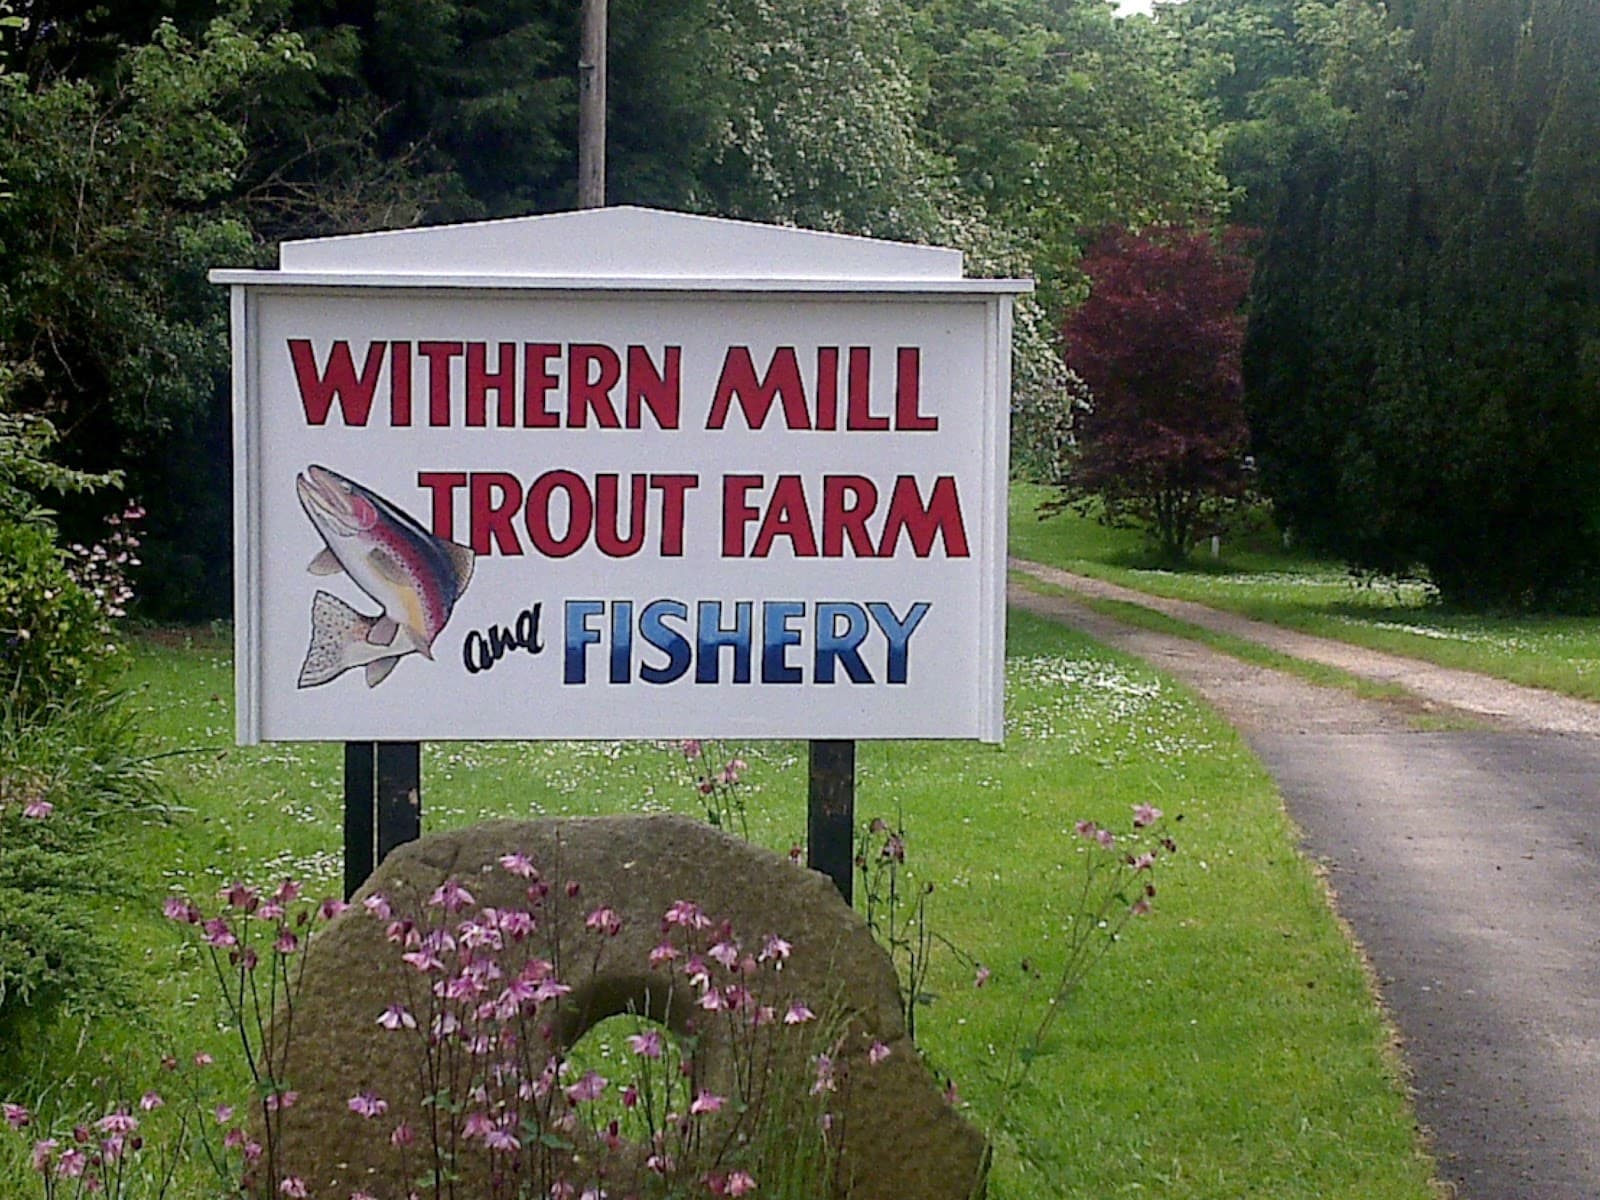 WITHERN MILL
TROUT FARM
and FISHERY